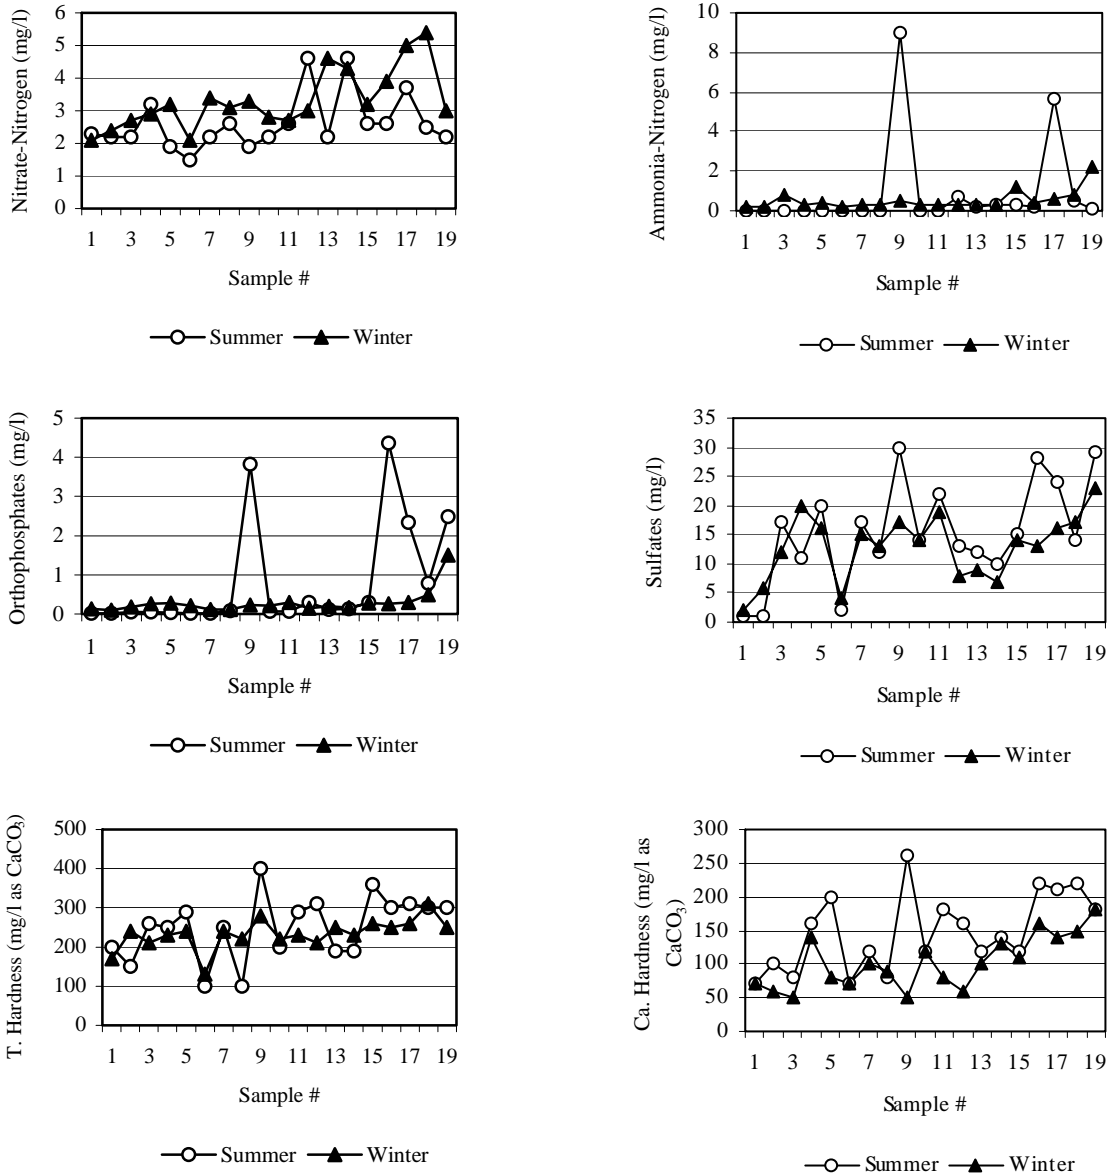 Nitrate-Nitrogen (mg/l)
6
5
4
3
2
1
0
1 3 5 7 9 11 13 15 17 19
Sample #
Summer Winter
Ammonia-Nitrogen (mg/l)
10
8
6
4
2
0
1 3 5 7 9 11 13 15 17 19
Sample #
Summer Winter
Orthophosphates (mg/l)
5
4
3
2
1
0
1 3 5 7 9 11 13 15 17 19
Sample #
Summer Winter
Sulfates (mg/l)
35
30
25
20
15
10
5
0
1 3 5 7 9 11 13 15 17 19
Sample #
Summer Winter
T. Hardness (mg/l as CaCO₃)
500
400
300
200
100
0
1 3 5 7 9 11 13 15 17 19
Sample #
Summer Winter
Ca. Hardness (mg/l as
CaCO₃)
300
250
200
150
100
50
0
1 3 5 7 9 11 13 15 17 19
Sample #
Summer Winter